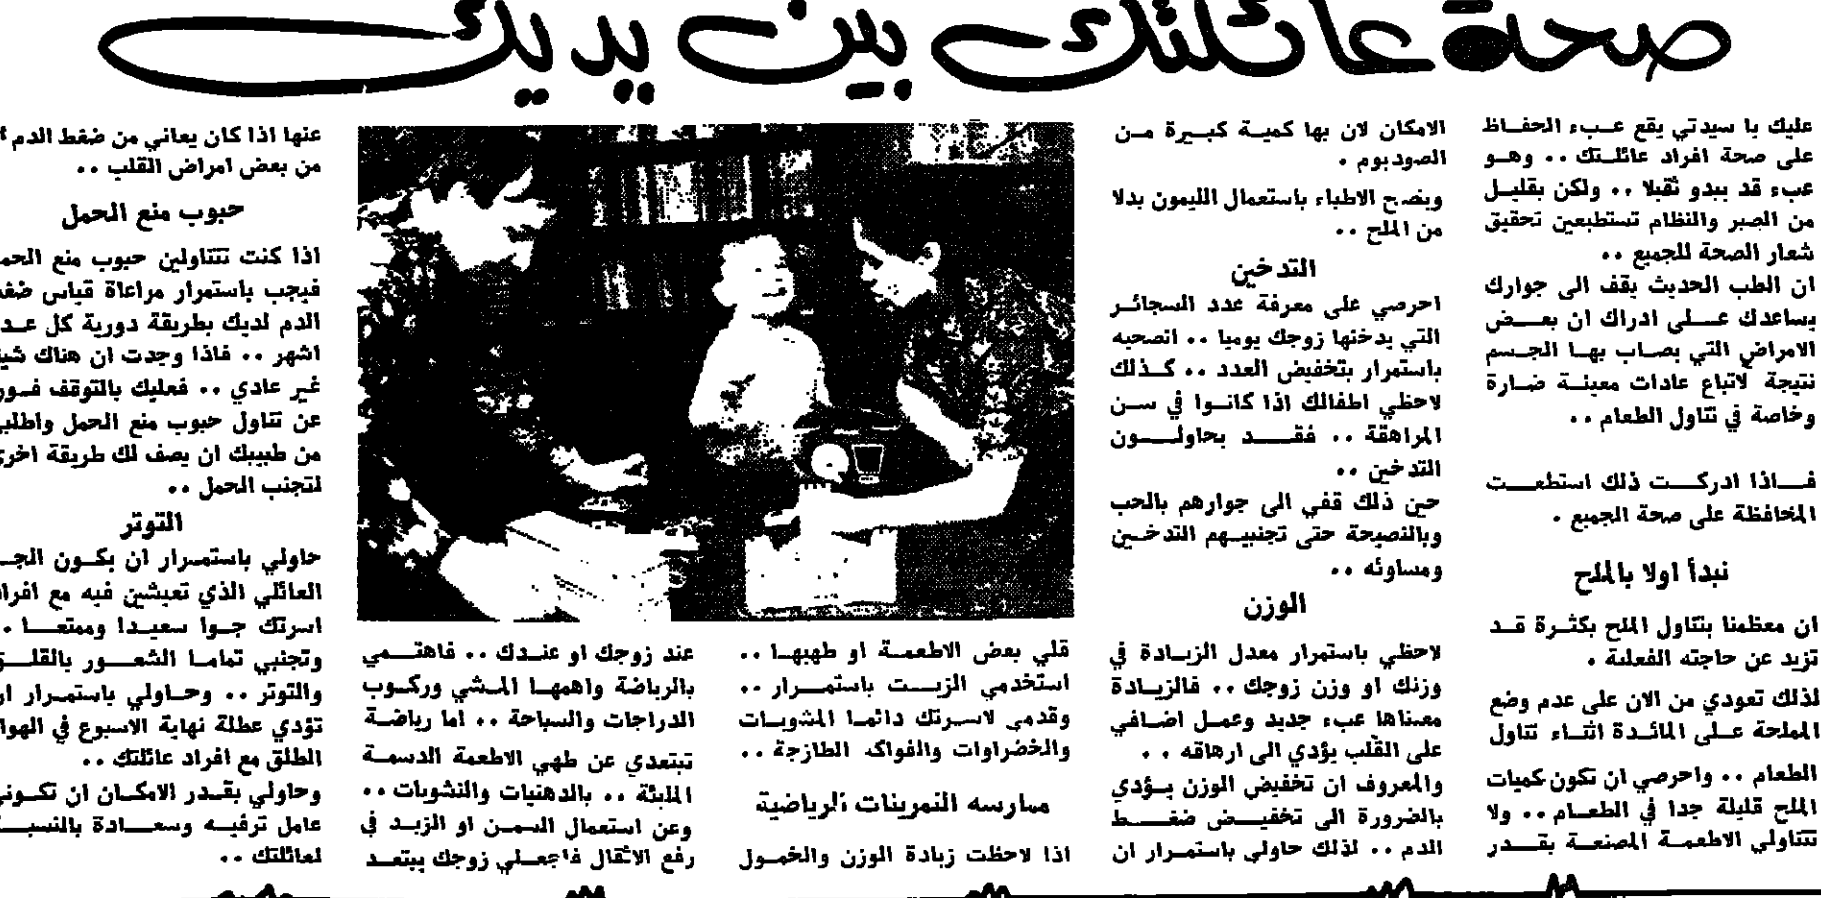 صحة عائلتك بين يديك
عليك يا سيدتي يقع عبء الحفاظ
على صحة افراد عائلتك .. وهو
عبء قد يبدو ثقيلا .. ولكن بقليل
من الصبر والنظام تستطيعين تحقيق
شعار الصحة للجميع ..
ان الطب الحديث يقف الى جوارك
يساعدك على ادراك ان بعض
الامراض التي يصاب بها الجسم
نتيجة لاتباع عادات معينة ضارة
وخاصة في تناول الطعام ..
فاذا ادركت ذلك استطعت
المحافظة على صحة الجميع .
نبدأ اولا بالملح
ان معظمنا يتناول الملح بكثرة قد
تزيد عن حاجته الفعلية .
لذلك تعودي من الان على عدم وضع
المملحة على المائدة اثناء تناول
الطعام .. واحرصي ان تكون كميات
الملح قليلة جدا في الطعام .. ولا
تتناولي الاطعمة المصنعة بقدر
الامكان لان بها كمية كبيرة من
الصوديوم .
وينصح الاطباء باستعمال الليمون بدلا
من الملح ..
التدخين
احرصي على معرفة عدد السجائر
التي يدخنها زوجك يوميا .. انصحيه
باستمرار بتخفيض العدد .. كذلك
لاحظي اطفالك اذا كانوا في سن
المراهقة .. فقد يحاولون
التدخين ..
حين ذلك قفي الى جوارهم بالحب
وبالنصيحة حتى تجنبيهم التدخين
ومساوئه ..
الوزن
لاحظي باستمرار معدل الزيادة في
وزنك او وزن زوجك .. فالزيادة
معناها عبء جديد وعمل اضافي
على القلب يؤدي الى ارهاقه ..
والمعروف ان تخفيض الوزن يؤدي
بالضرورة الى تخفيض ضغط
الدم .. لذلك حاولي باستمرار ان
تبتعدي عن طهي الاطعمة الدسمة
المليئة .. بالدهنيات والنشويات ..
وعن استعمال السمن او الزبد في
قلي بعض الاطعمة او طهيها ..
استخدمي الزيت باستمرار ..
وقدمي لاسرتك دائما المشويات
والخضراوات والفواكه الطازجة ..
ممارسه التمرينات الرياضية
اذا لاحظت زيادة الوزن والخمول
عند زوجك او عندك .. فاهتمي
بالرياضة واهمها المشي وركوب
الدراجات والسباحة .. اما رياضة
رفع الاثقال فاجعلي زوجك يبتعد
عنها اذا كان يعاني من ضغط الدم
من بعض امراض القلب ..
حبوب منع الحمل
اذا كنت تتناولين حبوب منع الحم
فيجب باستمرار مراعاة قياس ضغ
الدم لديك بطريقة دورية كل عد
اشهر .. فاذا وجدت ان هناك شي
غير عادي .. فعليك بالتوقف فور
عن تناول حبوب منع الحمل واطلب
من طبيبك ان يصف لك طريقة اخرى
لتجنب الحمل ..
التوتر
حاولي باستمرار ان يكون الجـ
العائلي الذي تعيشين فيه مع افرا
اسرتك جوا سعيدا وممتعا .
وتجنبي تماما الشعور بالقلق
والتوتر .. وحاولي باستمرار ان
تؤدي عطلة نهاية الاسبوع في الهوا
الطلق مع افراد عائلتك ..
وحاولي بقدر الامكان ان تكوني
عامل ترفيه وسعادة بالنسبـ
لعائلتك ..